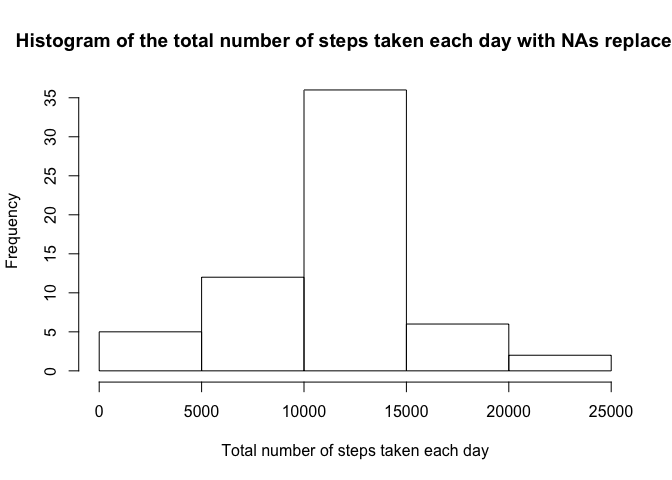 Histogram of the total number of steps taken each day with NAs replace
35
30
25
20
15
10
5
0
Frequency
0 5000 10000 15000 20000 25000
Total number of steps taken each day